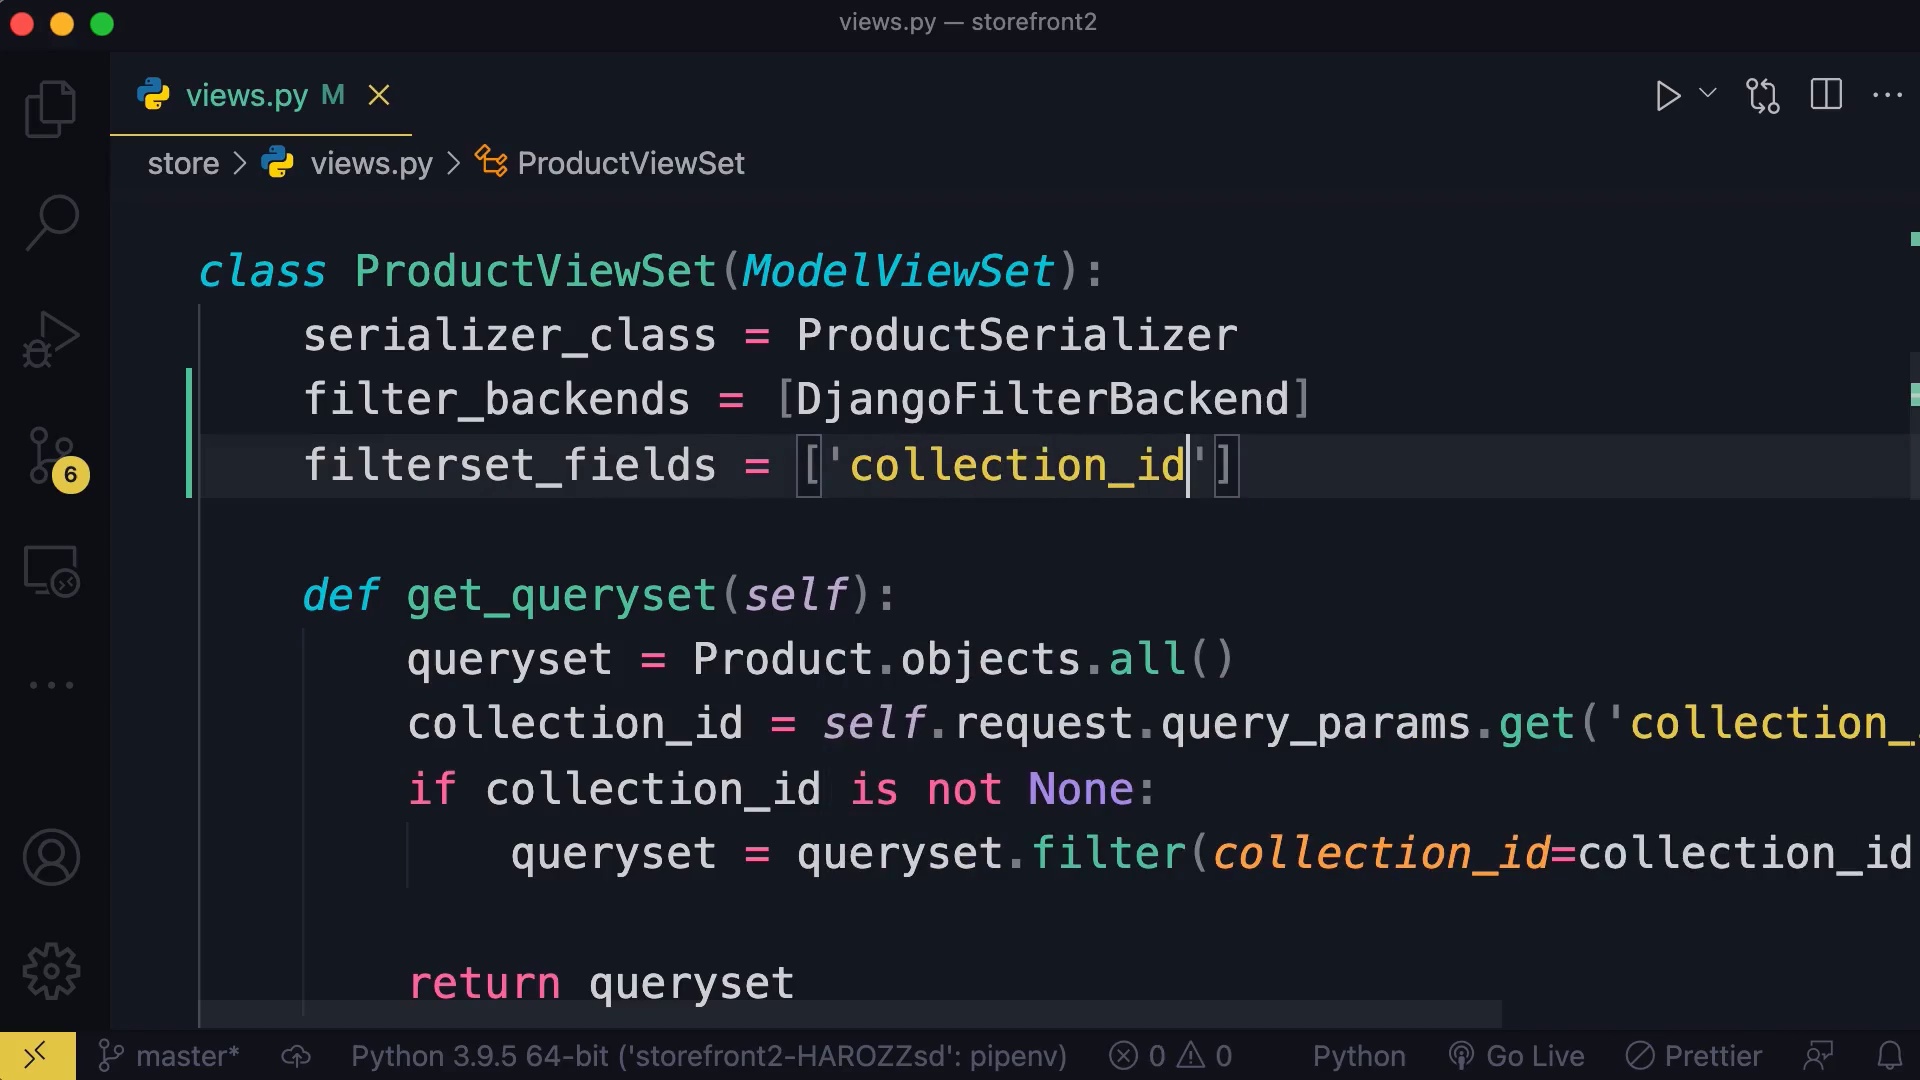 views.py — storefront2
views.py M
store > views.py > ProductViewSet
class ProductViewSet(ModelViewSet):
serializer_class = ProductSerializer
filter_backends = [DjangoFilterBackend]
filterset_fields = ['collection_id']
def get_queryset(self):
queryset = Product.objects.all()
collection_id = self.request.query_params.get('collection_
if collection_id is not None:
queryset = queryset.filter(collection_id=collection_id
return queryset
6
master* Python 3.9.5 64-bit ('storefront2-HAROZZsd': pipenv) 0 0 Python Go Live Prettier